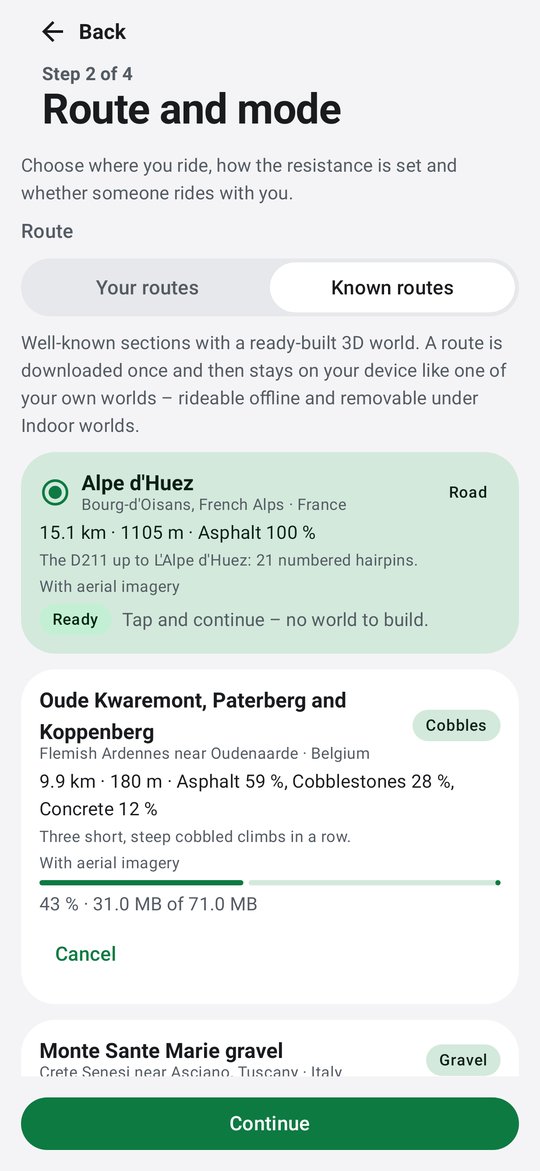 Back
Step 2 of 4
Route and mode
Choose where you ride, how the resistance is set and
whether someone rides with you.
Route
Your routes
Known routes
Well-known sections with a ready-built 3D world. A route is
downloaded once and then stays on your device like one of
your own worlds – rideable offline and removable under
Indoor worlds.
Alpe d'Huez
Road
Bourg-d'Oisans, French Alps · France
15.1 km · 1105 m · Asphalt 100 %
The D211 up to L'Alpe d'Huez: 21 numbered hairpins.
With aerial imagery
Ready
Tap and continue – no world to build.
Oude Kwaremont, Paterberg and
Koppenberg
Cobbles
Flemish Ardennes near Oudenaarde · Belgium
9.9 km · 180 m · Asphalt 59 %, Cobblestones 28 %,
Concrete 12 %
Three short, steep cobbled climbs in a row.
With aerial imagery
43 % · 31.0 MB of 71.0 MB
Cancel
Monte Sante Marie gravel
Gravel
Crete Senesi near Asciano, Tuscany · Italy
Continue